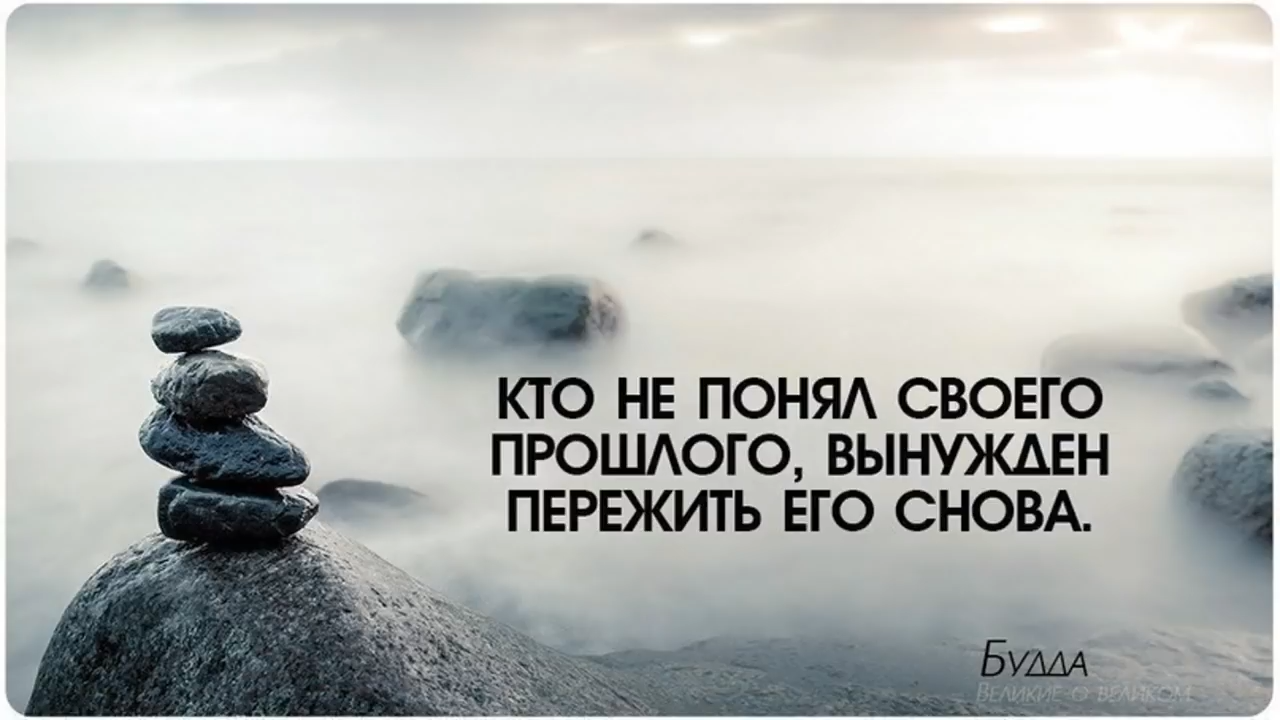 КТО НЕ ПОНЯЛ СВОЕГО
ПРОШЛОГО, ВЫНУЖДЕН
ПЕРЕЖИТЬ ЕГО СНОВА.
БУДДА
ВЕЛИКИЕ О ВЕЛИКОМ